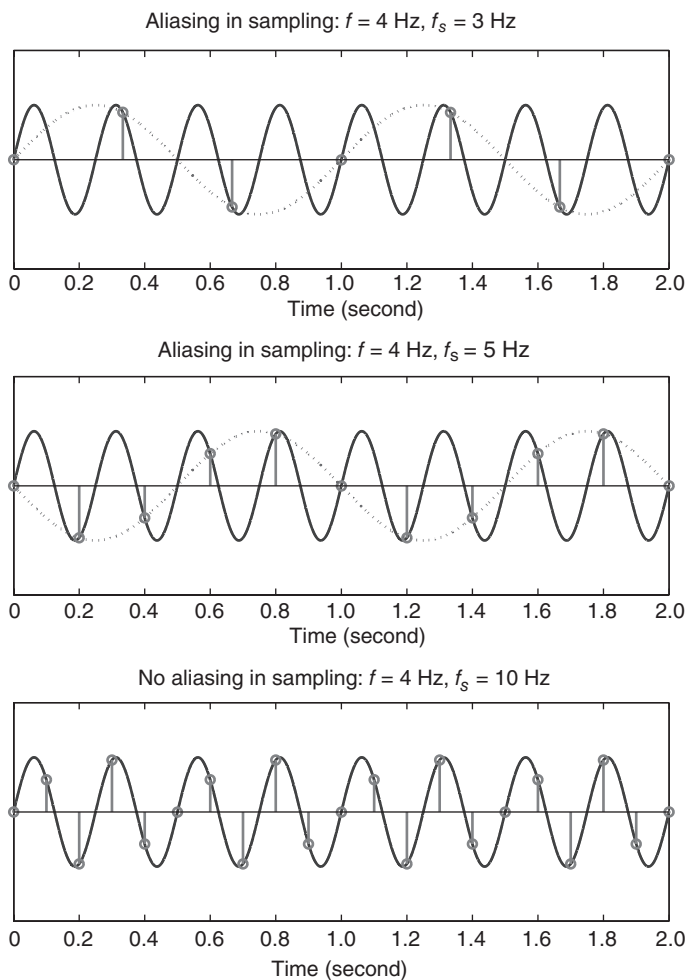 Aliasing in sampling: f = 4 Hz, fs = 3 Hz
0 0.2 0.4 0.6 0.8 1.0 1.2 1.4 1.6 1.8 2.0
Time (second)
Aliasing in sampling: f = 4 Hz, fs = 5 Hz
0 0.2 0.4 0.6 0.8 1.0 1.2 1.4 1.6 1.8 2.0
Time (second)
No aliasing in sampling: f = 4 Hz, fs = 10 Hz
0 0.2 0.4 0.6 0.8 1.0 1.2 1.4 1.6 1.8 2.0
Time (second)